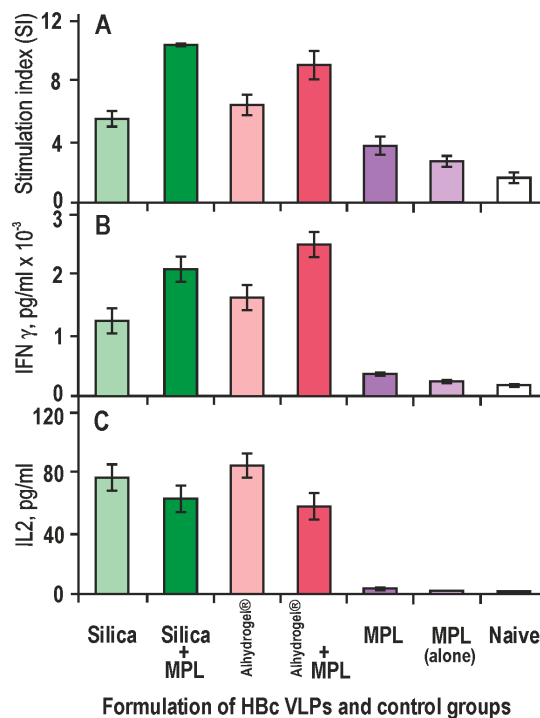 A
Stimulation index (SI)
12
8
4
0
B
IFN γ, pg/ml x 10⁻³
3
2
1
0
C
IL2, pg/ml
120
80
40
0
Silica
Silica
+
MPL
Alhydrogel®
Alhydrogel®
+
MPL
MPL
MPL
(alone)
Naive
Formulation of HBc VLPs and control groups